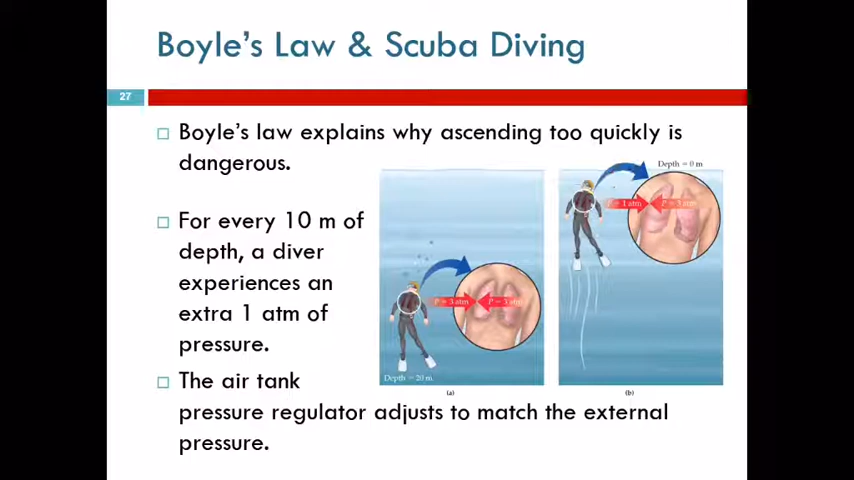 Boyle's Law & Scuba Diving
27
Boyle's law explains why ascending too quickly is
dangerous.
For every 10 m of
depth, a diver
experiences an
extra 1 atm of
pressure.
The air tank
pressure regulator adjusts to match the external
pressure.
P = 3 atm
P = 3 atm
Depth = 20 m
(a)
Depth = 0 m
P = 1 atm
P = 3 atm
(b)